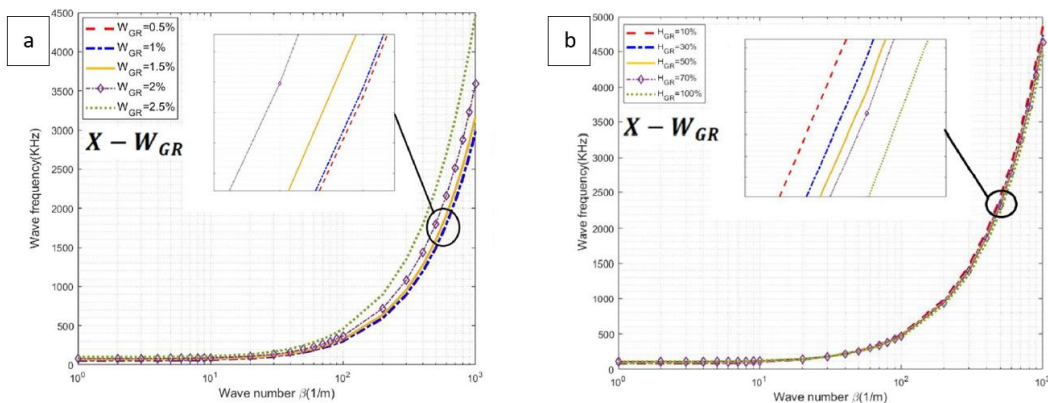 a
W_GR=0.5%
W_GR=1%
W_GR=1.5%
W_GR=2%
W_GR=2.5%
X − W_GR
Wave frequency(KHz)
4500
4000
3500
3000
2500
2000
1500
1000
500
0
10^0
10^1
10^2
10^3
Wave number β(1/m)
b
H_GR=10%
H_GR=30%
H_GR=50%
H_GR=70%
H_GR=100%
X − W_GR
Wave frequency(KHz)
5000
4500
4000
3500
3000
2500
2000
1500
1000
500
0
10^0
10^1
10^2
Wave number β(1/m)